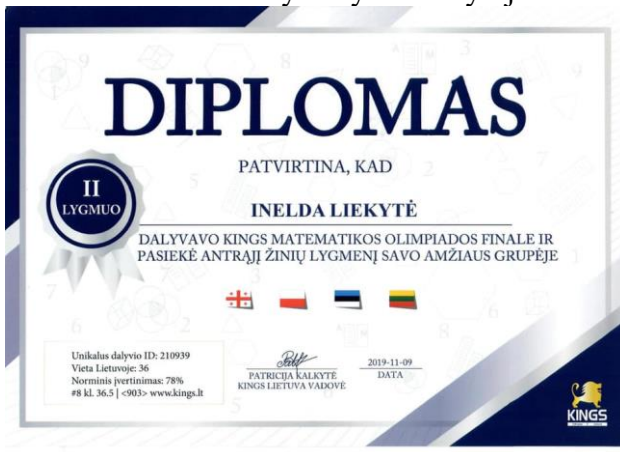 DIPLOMAS
PATVIRTINA, KAD
II
LYGMUO
INELDA LIEKYTĖ
DALYVAVO KINGS MATEMATIKOS OLIMPIADOS FINALE IR
PASIEKĖ ANTRĄJĮ ŽINIŲ LYGMENĮ SAVO AMŽIAUS GRUPĖJE
Unikalus dalyvio ID: 210939
Vieta Lietuvoje: 36
Norminis įvertinimas: 78%
#8 kl. 36.5 | <903> www.kings.lt
PATRICIJA KALKYTĖ
KINGS LIETUVA VADOVĖ
2019-11-09
DATA
KINGS